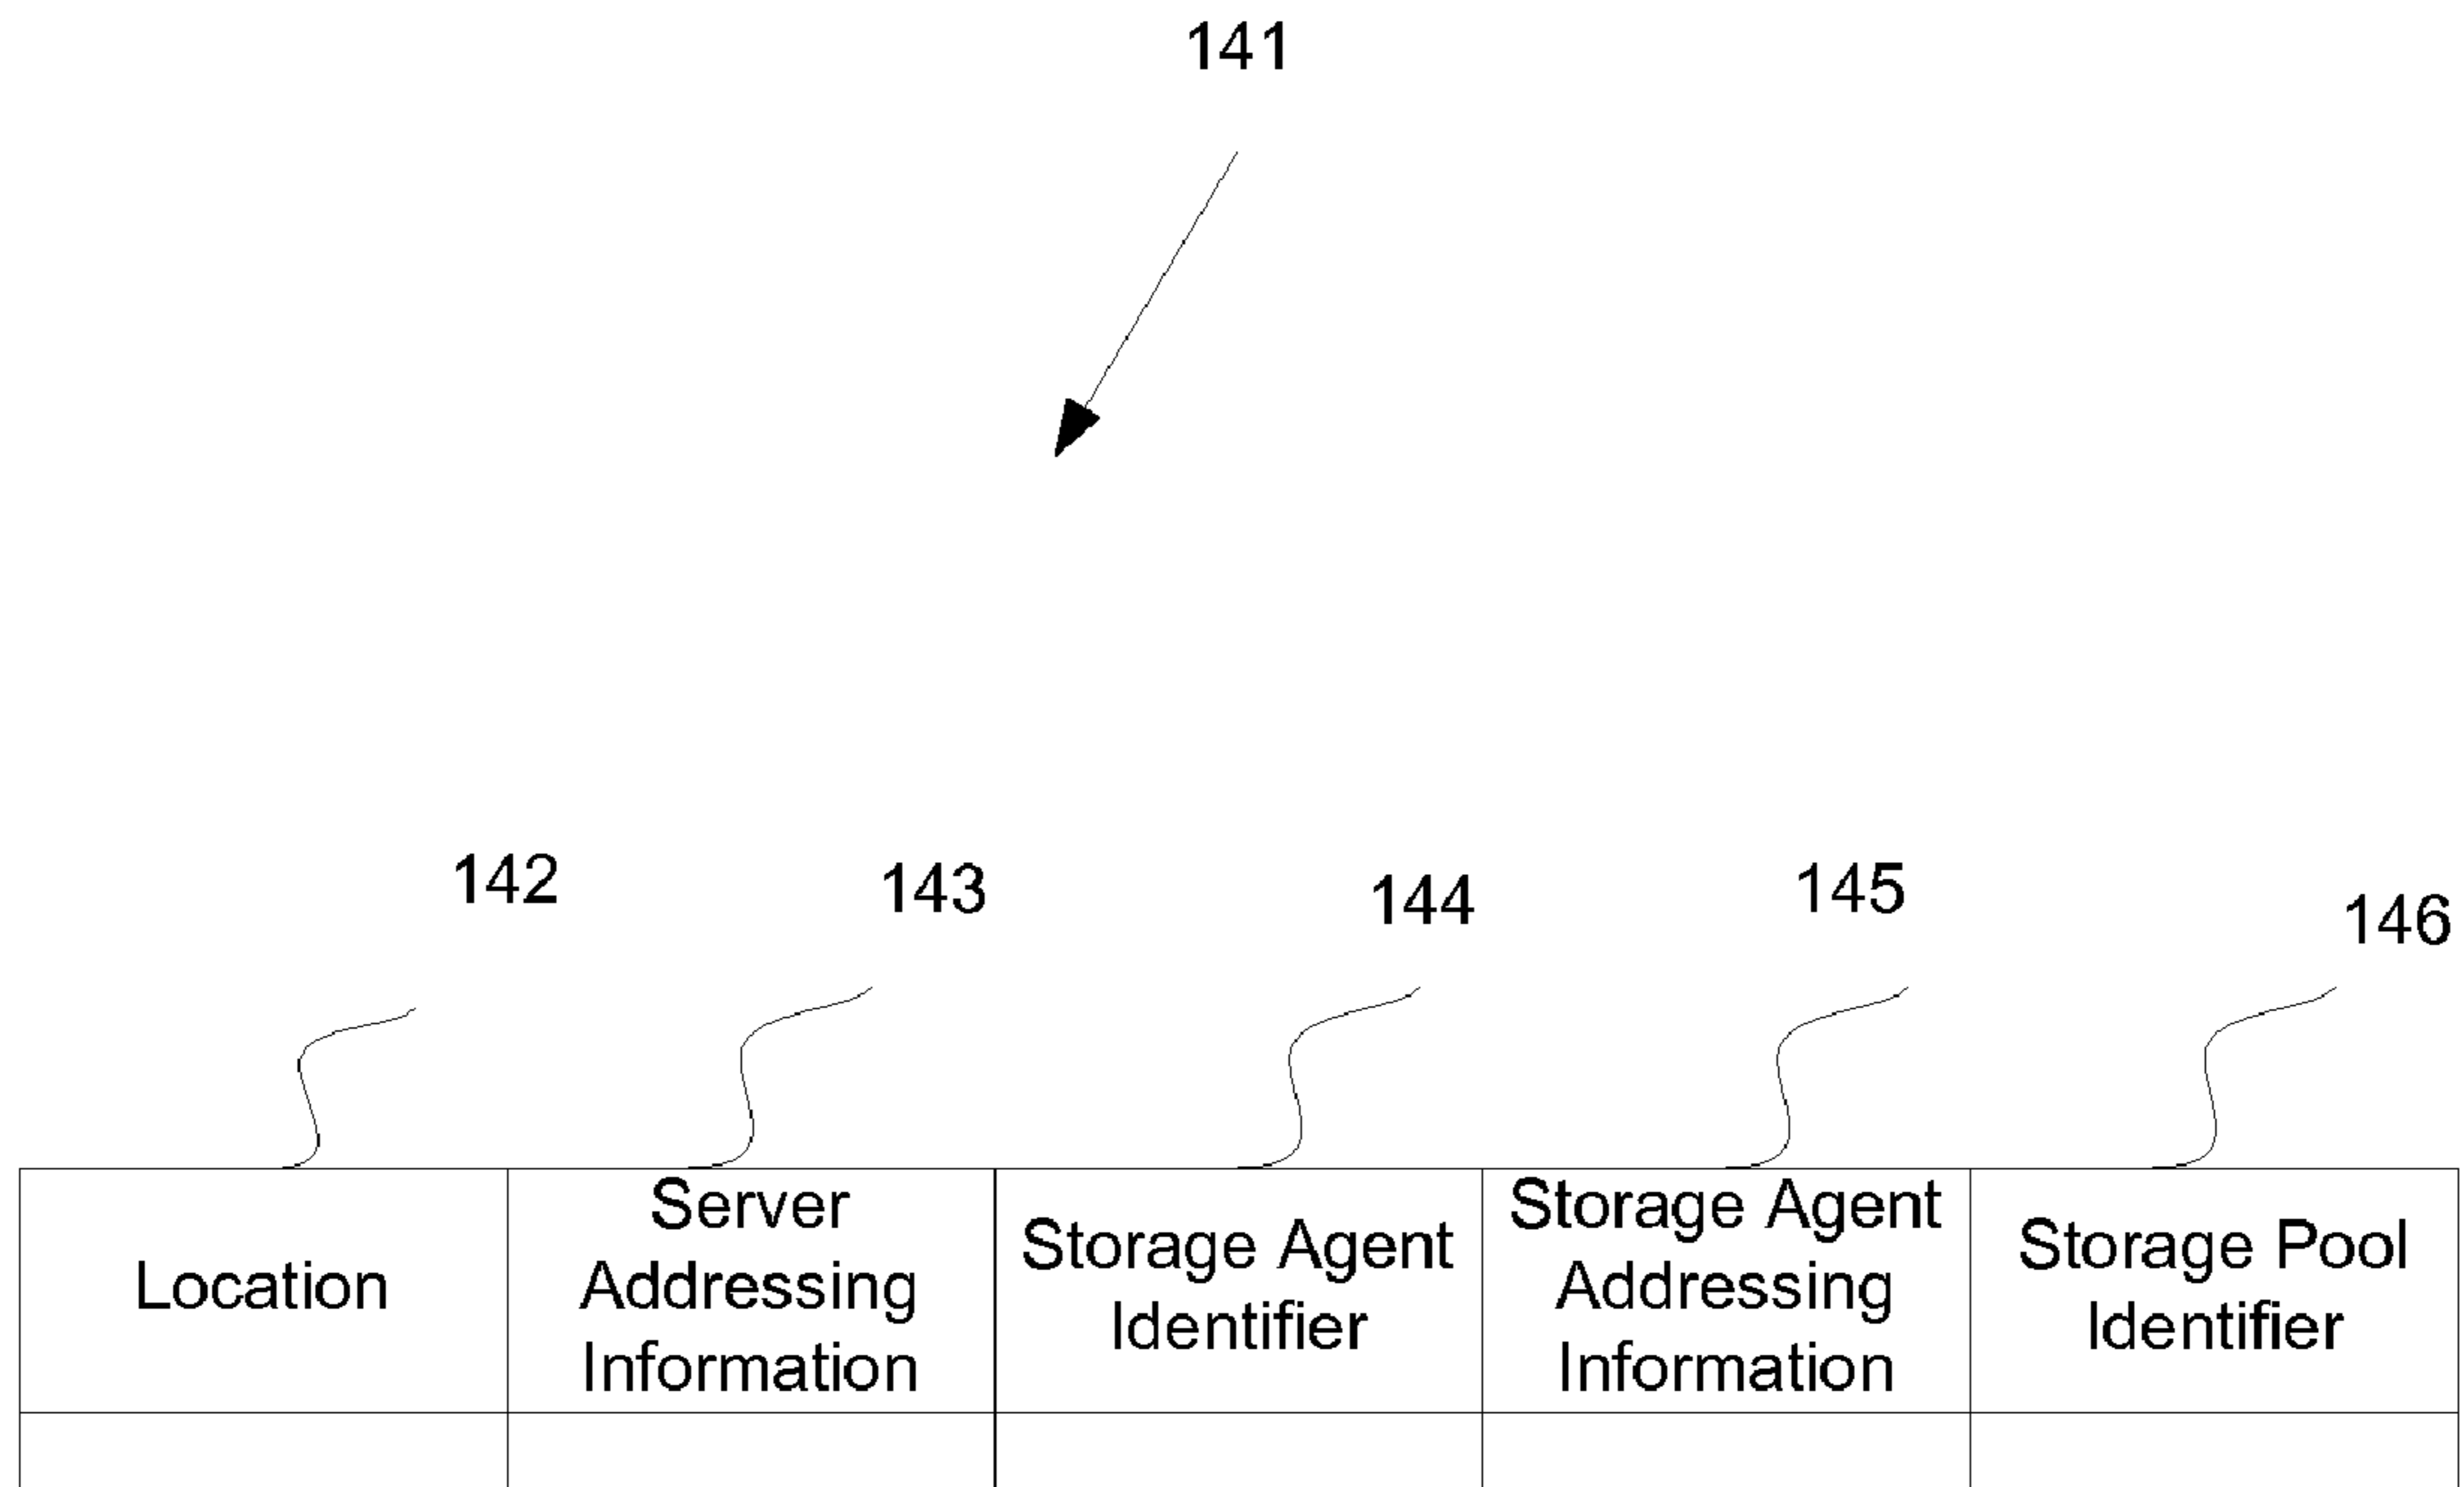 141
142
143
144
145
146
Location
Server
Addressing
Information
Storage Agent
Identifier
Storage Agent
Addressing
Information
Storage Pool
Identifier